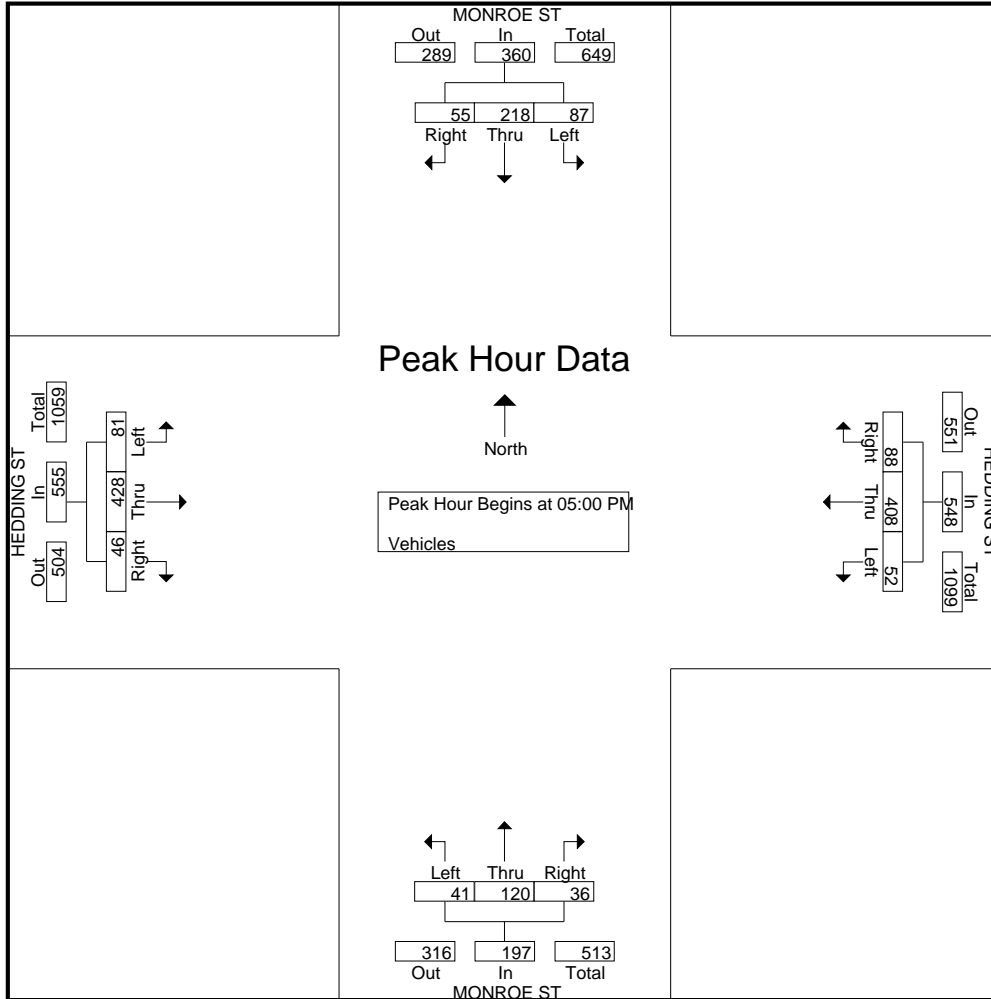 MONROE ST
Out In Total
289 360 649
55 218 87
Right Thru Left
Peak Hour Data
North
Peak Hour Begins at 05:00 PM
Vehicles
HEDDING ST
Out In Total
504 555 1059
46 428 81
Right Thru Left
HEDDING ST
Out In Total
551 548 1099
88 408 52
Right Thru Left
Left Thru Right
41 120 36
316 197 513
Out In Total
MONROE ST